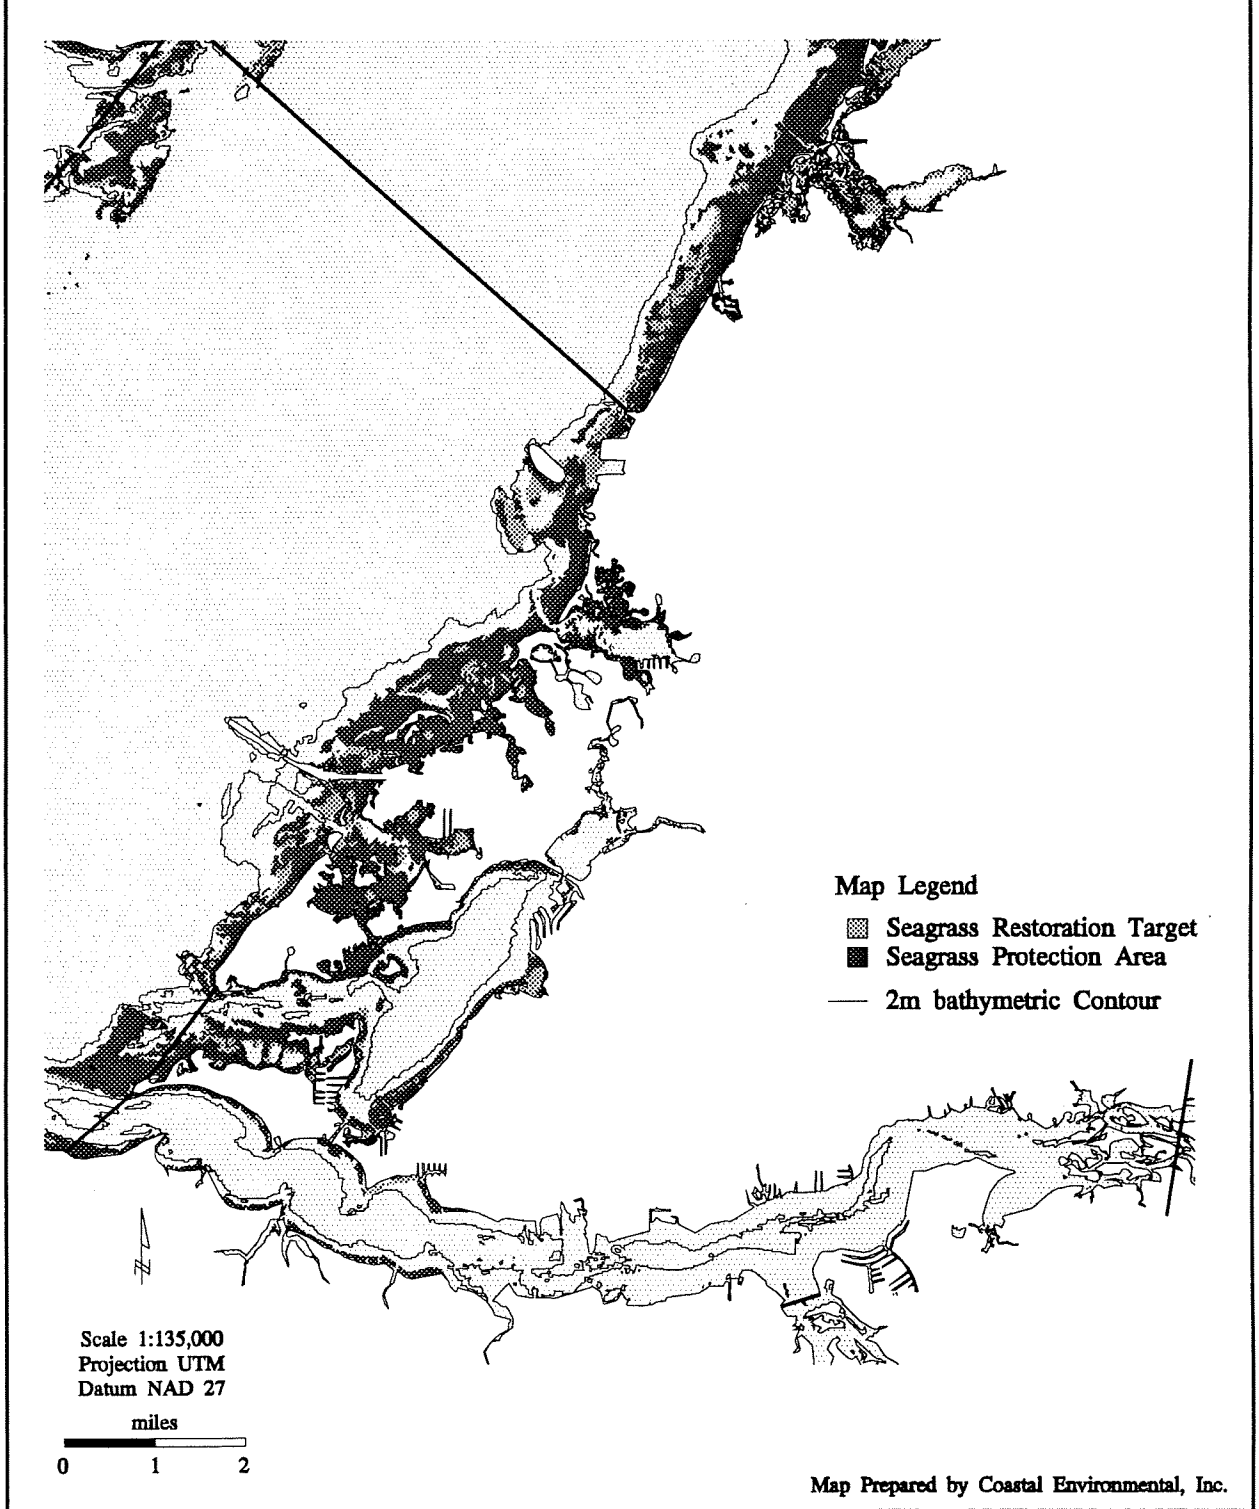 Map Legend
Seagrass Restoration Target
Seagrass Protection Area
2m bathymetric Contour
N
Scale 1:135,000
Projection UTM
Datum NAD 27
miles
0 1 2
Map Prepared by Coastal Environmental, Inc.